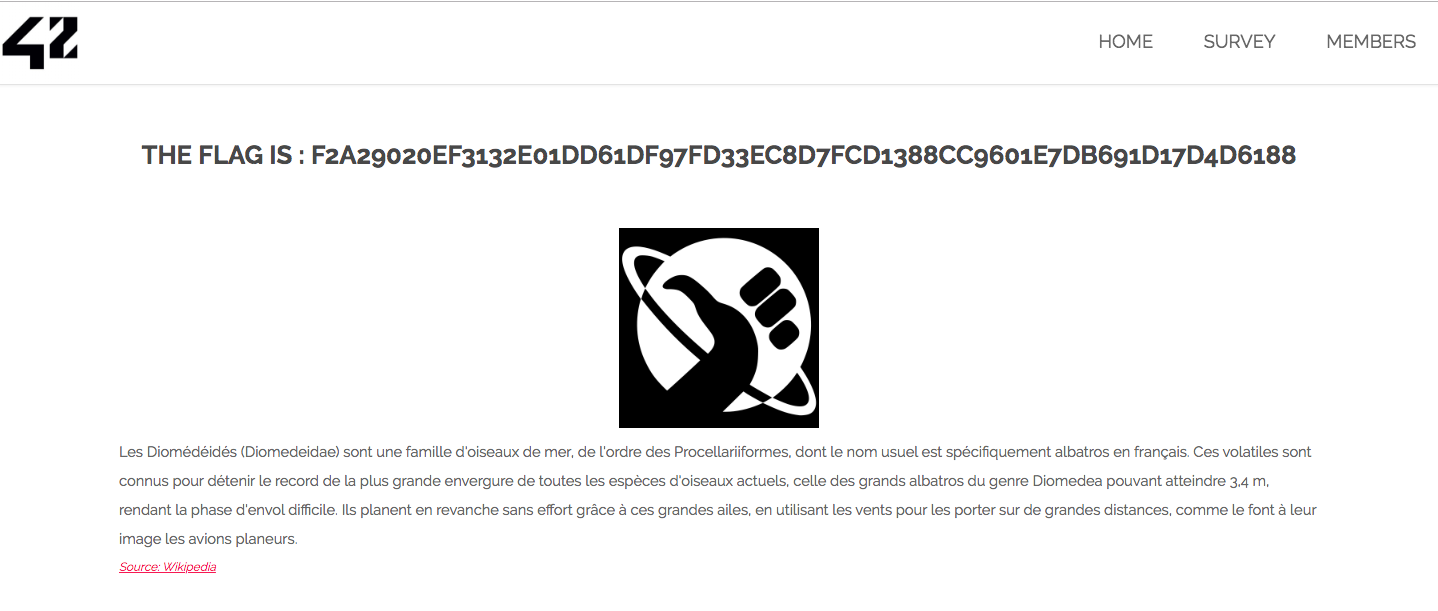 42
HOME SURVEY MEMBERS
THE FLAG IS : F2A29020EF3132E01DD61DF97FD33EC8D7FCD1388CC9601E7DB691D17D4D6188
Les Diomédéidés (Diomedeidae) sont une famille d'oiseaux de mer, de l'ordre des Procellariiformes, dont le nom usuel est spécifiquement albatros en français. Ces volatiles sont
connus pour détenir le record de la plus grande envergure de toutes les espèces d'oiseaux actuels, celle des grands albatros du genre Diomedea pouvant atteindre 3,4 m,
rendant la phase d'envol difficile. Ils planent en revanche sans effort grâce à ces grandes ailes, en utilisant les vents pour les porter sur de grandes distances, comme le font à leur
image les avions planeurs.
Source: Wikipedia